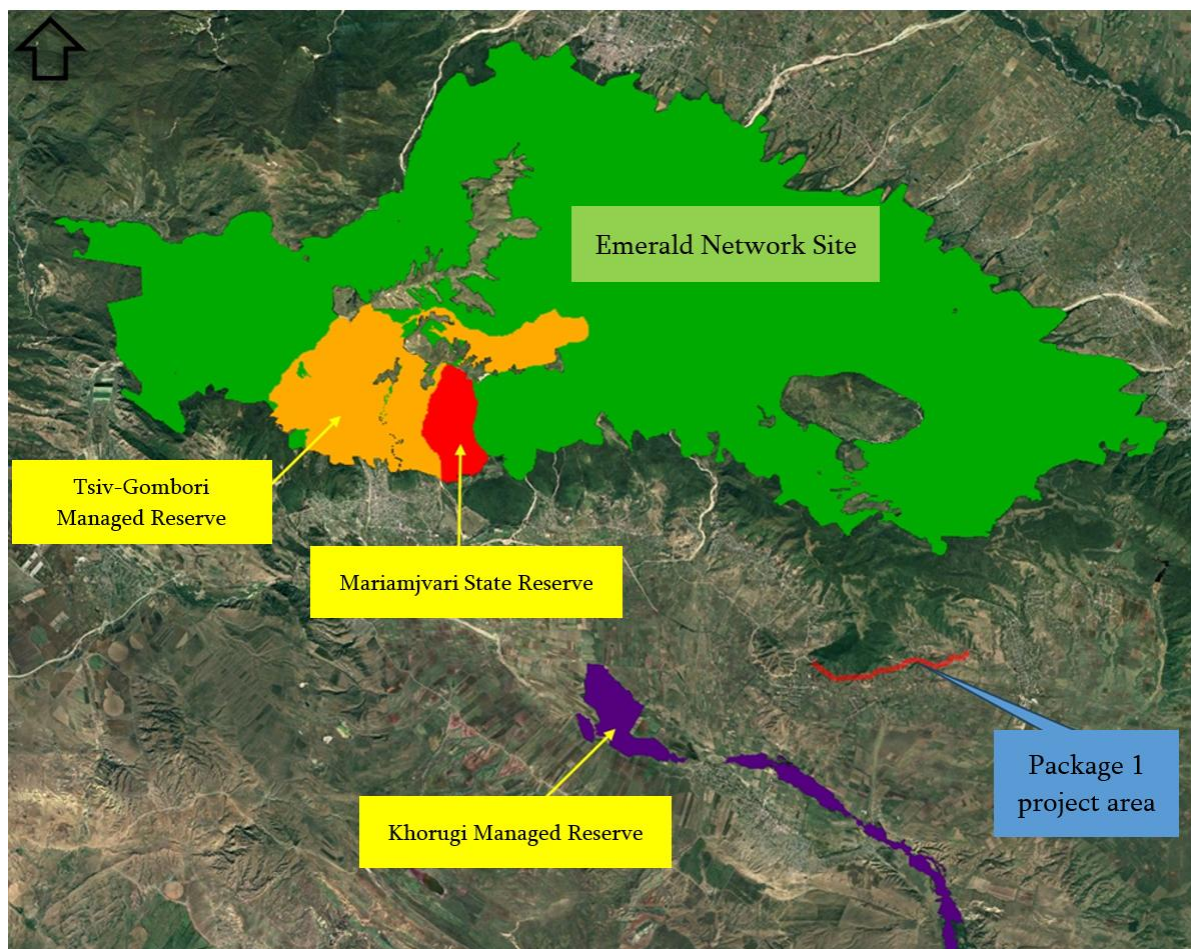 Emerald Network Site
Tsiv-Gombori
Managed Reserve
Mariamjvari State Reserve
Khorugi Managed Reserve
Package 1
project area